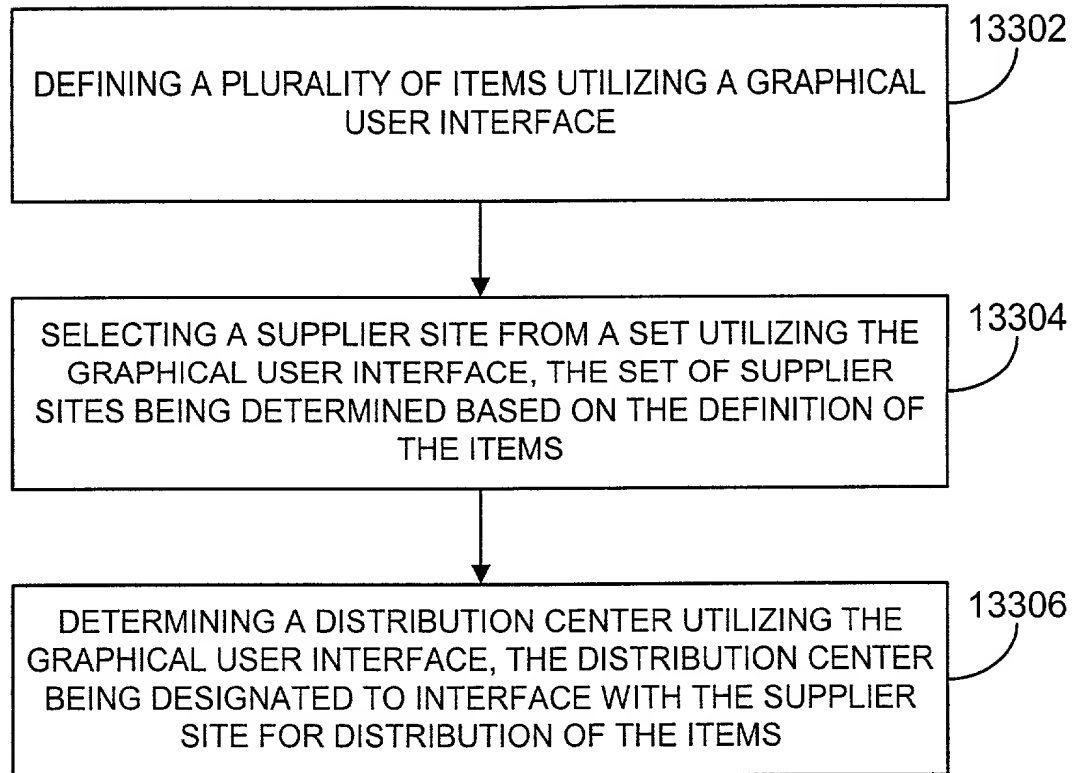 13302
DEFINING A PLURALITY OF ITEMS UTILIZING A GRAPHICAL
USER INTERFACE
13304
SELECTING A SUPPLIER SITE FROM A SET UTILIZING THE
GRAPHICAL USER INTERFACE, THE SET OF SUPPLIER
SITES BEING DETERMINED BASED ON THE DEFINITION OF
THE ITEMS
13306
DETERMINING A DISTRIBUTION CENTER UTILIZING THE
GRAPHICAL USER INTERFACE, THE DISTRIBUTION CENTER
BEING DESIGNATED TO INTERFACE WITH THE SUPPLIER
SITE FOR DISTRIBUTION OF THE ITEMS